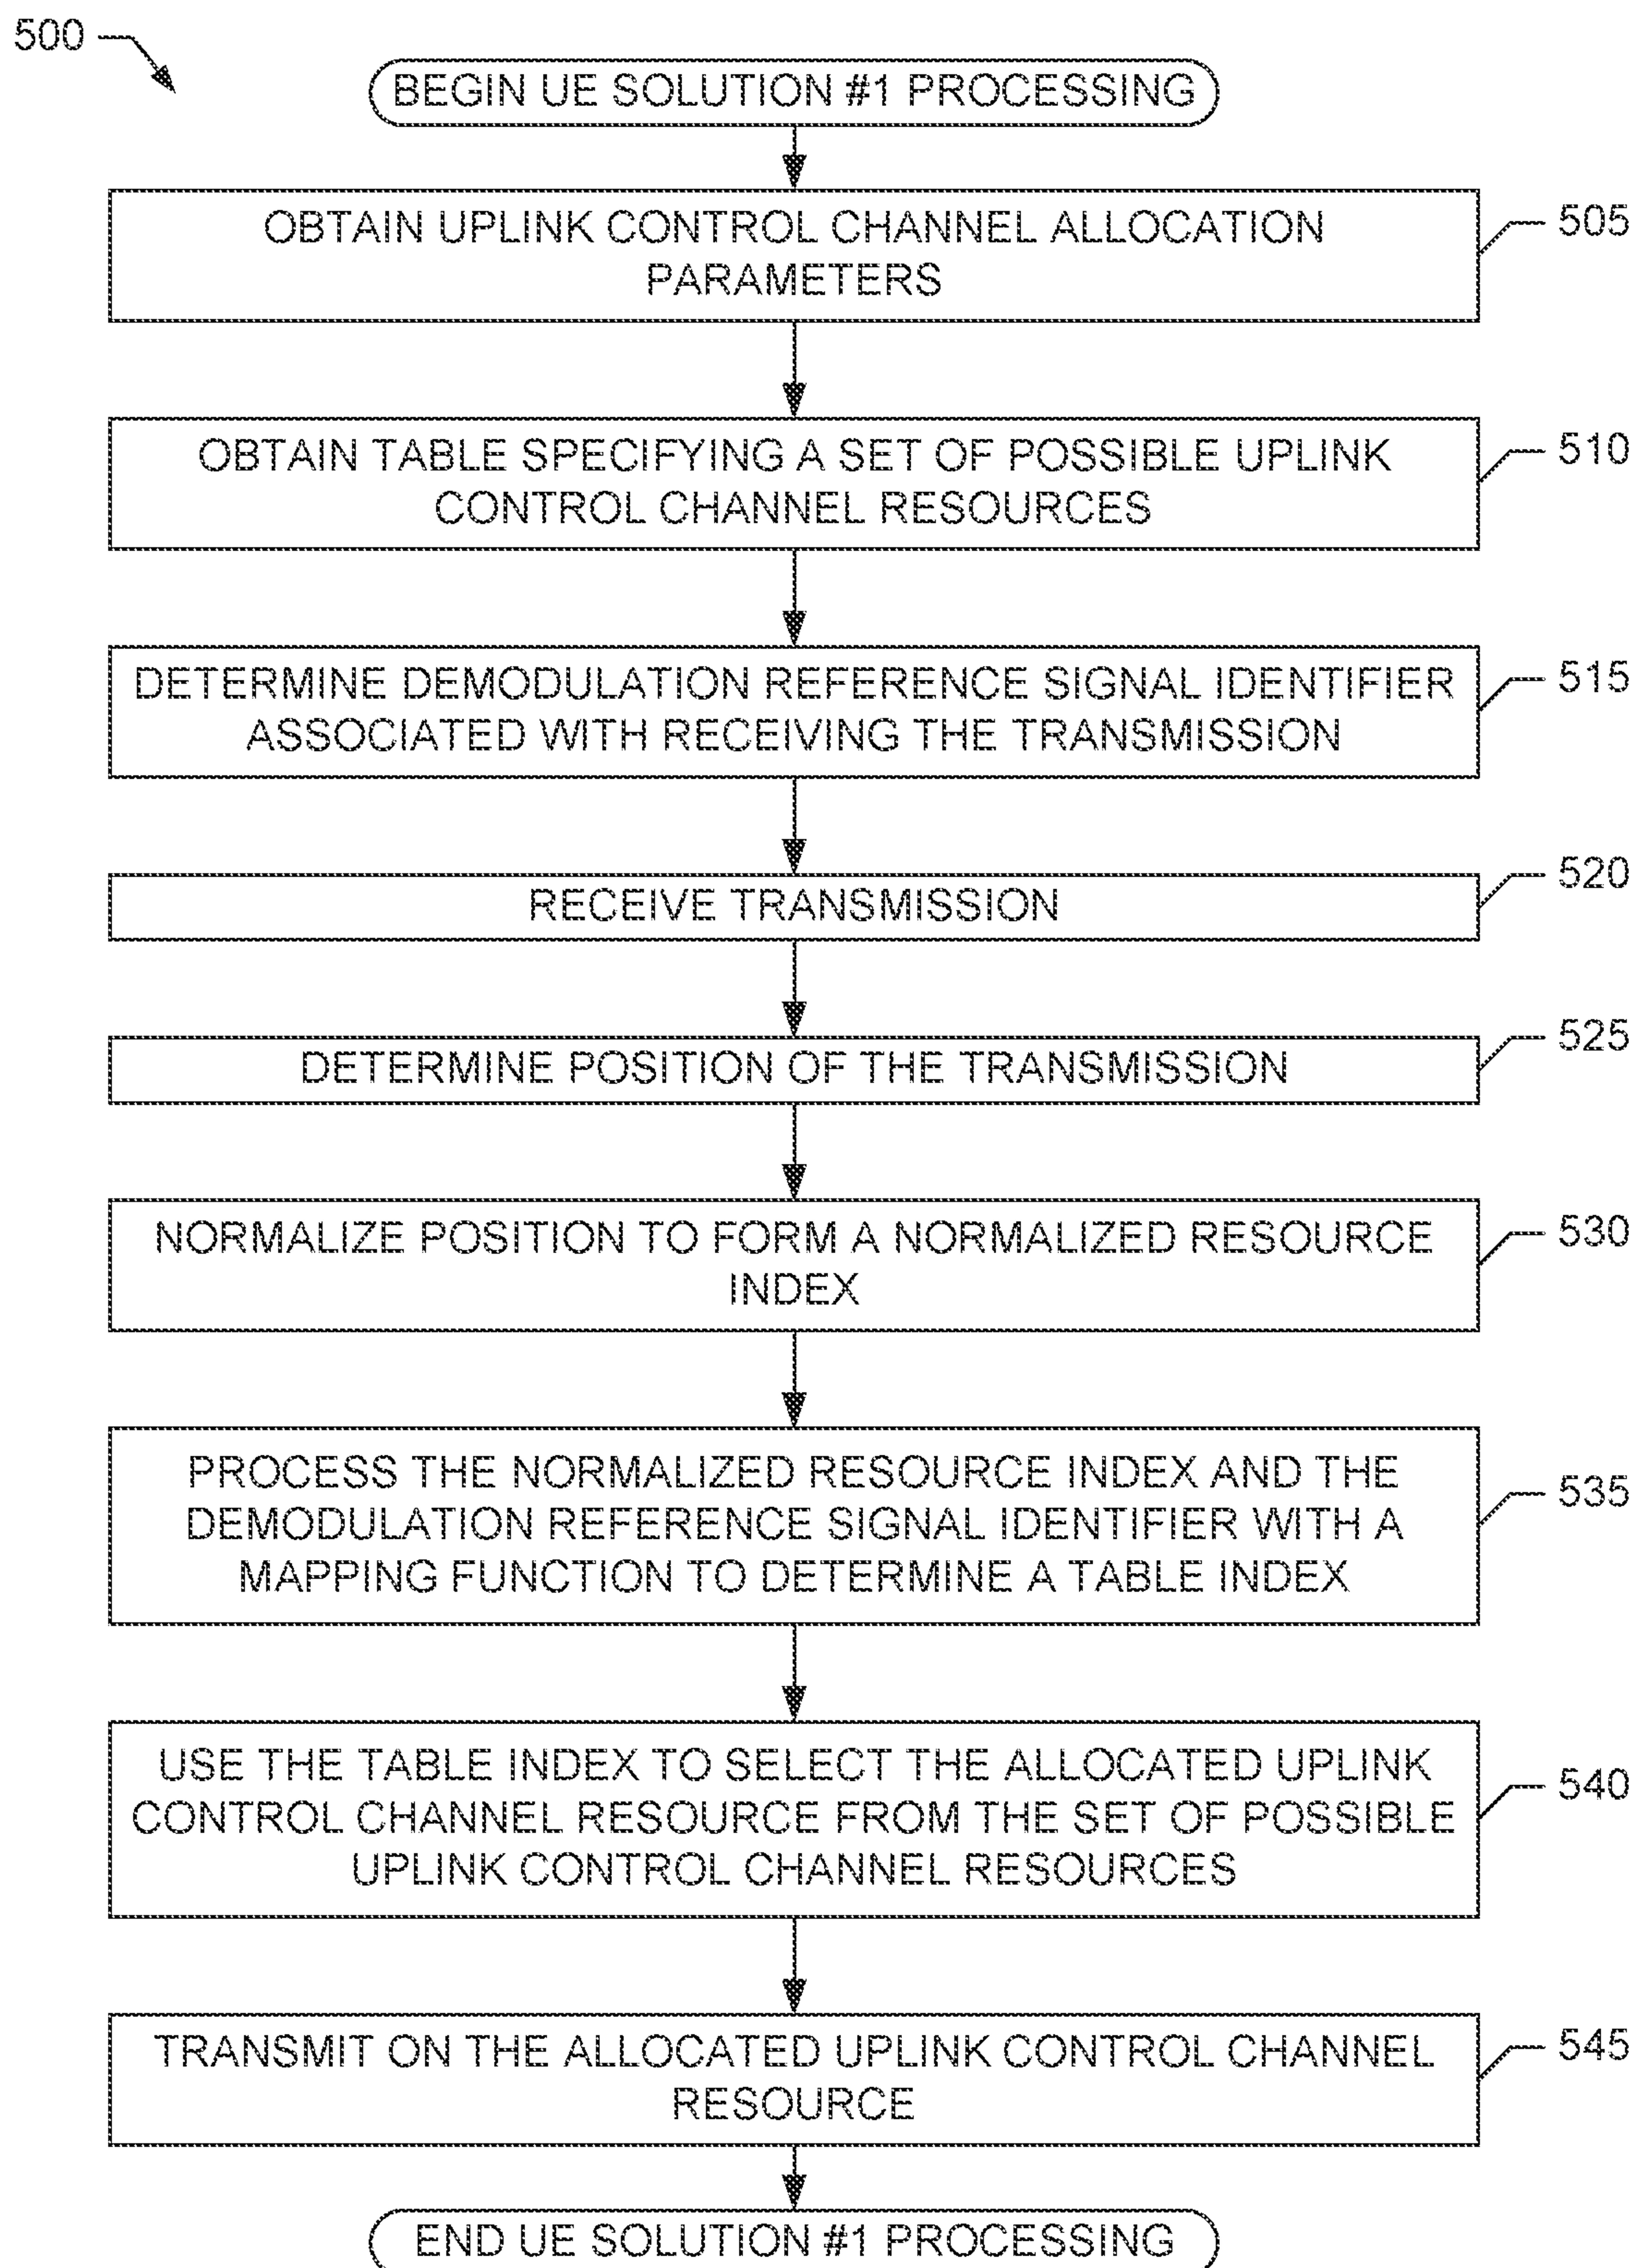 500
BEGIN UE SOLUTION #1 PROCESSING
OBTAIN UPLINK CONTROL CHANNEL ALLOCATION
PARAMETERS
505
OBTAIN TABLE SPECIFYING A SET OF POSSIBLE UPLINK
CONTROL CHANNEL RESOURCES
510
DETERMINE DEMODULATION REFERENCE SIGNAL IDENTIFIER
ASSOCIATED WITH RECEIVING THE TRANSMISSION
515
RECEIVE TRANSMISSION
520
DETERMINE POSITION OF THE TRANSMISSION
525
NORMALIZE POSITION TO FORM A NORMALIZED RESOURCE
INDEX
530
PROCESS THE NORMALIZED RESOURCE INDEX AND THE
DEMODULATION REFERENCE SIGNAL IDENTIFIER WITH A
MAPPING FUNCTION TO DETERMINE A TABLE INDEX
535
USE THE TABLE INDEX TO SELECT THE ALLOCATED UPLINK
CONTROL CHANNEL RESOURCE FROM THE SET OF POSSIBLE
UPLINK CONTROL CHANNEL RESOURCES
540
TRANSMIT ON THE ALLOCATED UPLINK CONTROL CHANNEL
RESOURCE
545
END UE SOLUTION #1 PROCESSING